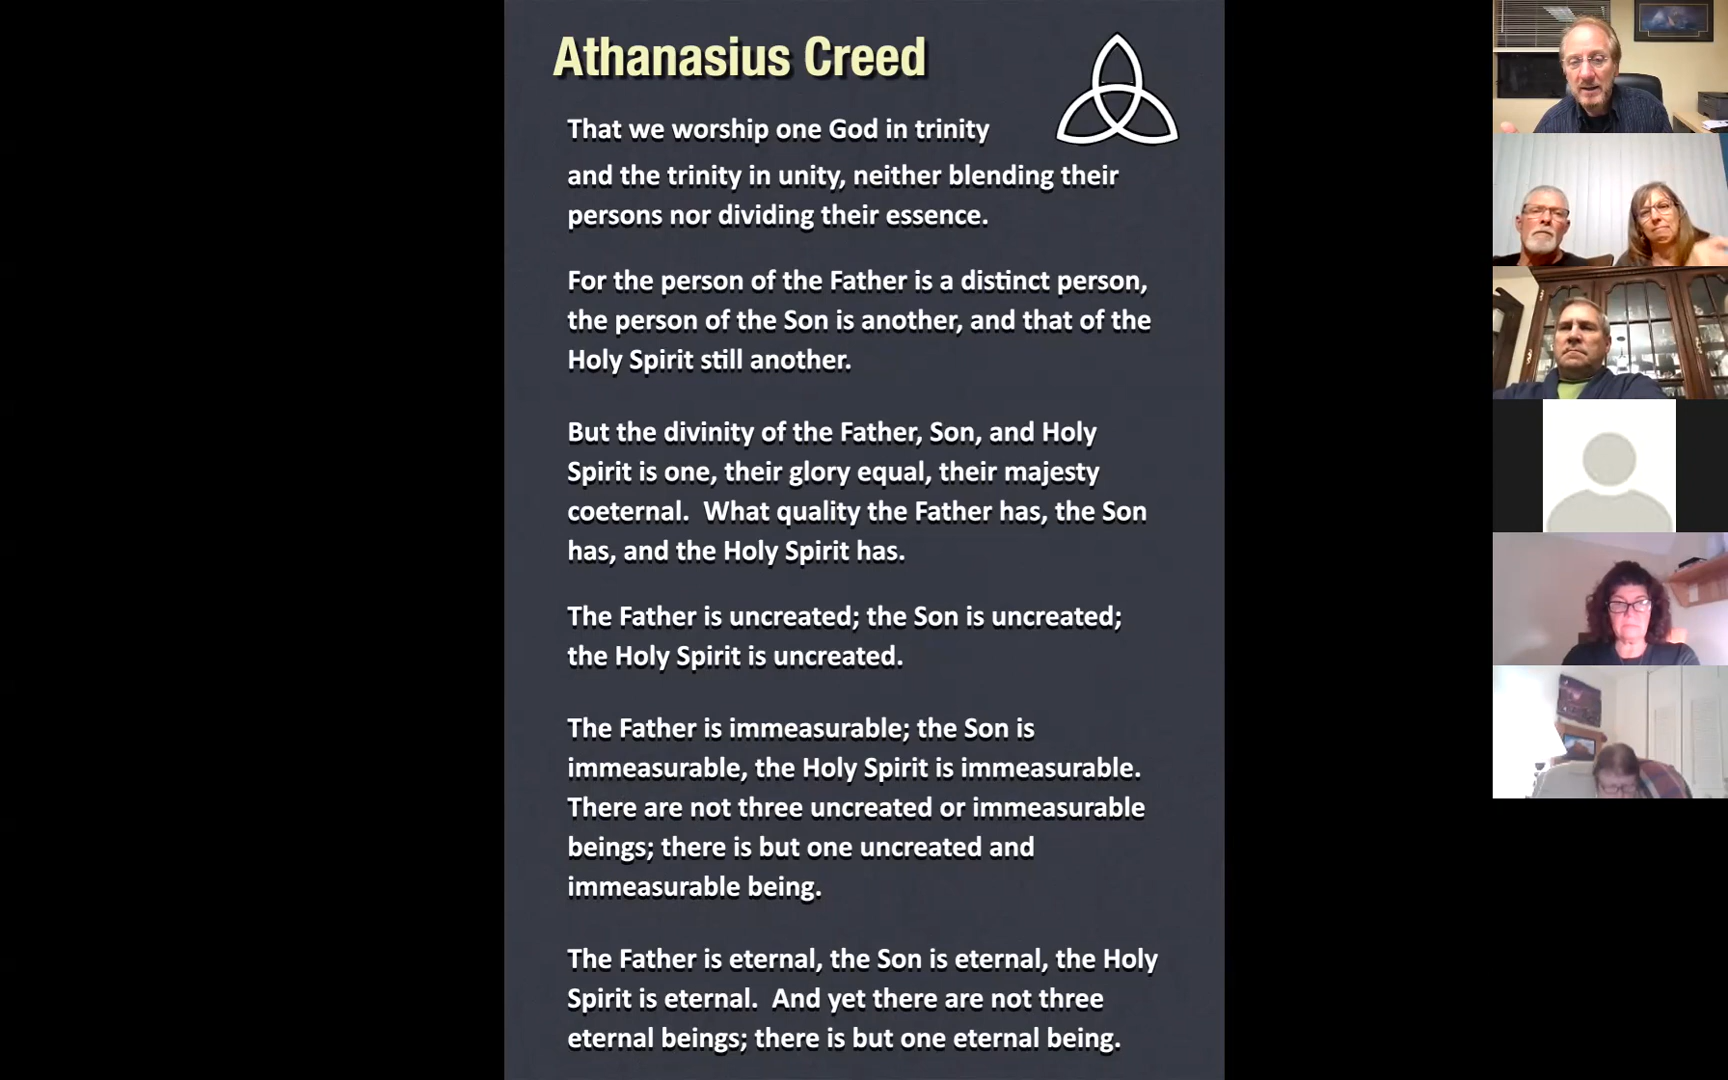 Athanasius Creed
That we worship one God in trinity
and the trinity in unity, neither blending their
persons nor dividing their essence.
For the person of the Father is a distinct person,
the person of the Son is another, and that of the
Holy Spirit still another.
But the divinity of the Father, Son, and Holy
Spirit is one, their glory equal, their majesty
coeternal.  What quality the Father has, the Son
has, and the Holy Spirit has.
The Father is uncreated; the Son is uncreated;
the Holy Spirit is uncreated.
The Father is immeasurable; the Son is
immeasurable, the Holy Spirit is immeasurable.
There are not three uncreated or immeasurable
beings; there is but one uncreated and
immeasurable being.
The Father is eternal, the Son is eternal, the Holy
Spirit is eternal.  And yet there are not three
eternal beings; there is but one eternal being.